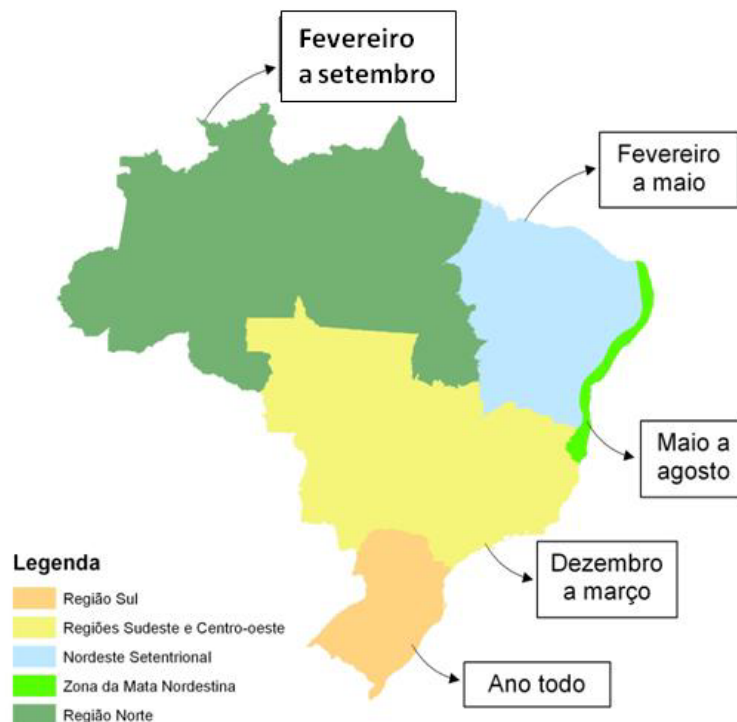 Fevereiro
a setembro
Fevereiro
a maio
Maio a
agosto
Dezembro
a março
Ano todo
Legenda
Região Sul
Regiões Sudeste e Centro-oeste
Nordeste Setentrional
Zona da Mata Nordestina
Região Norte